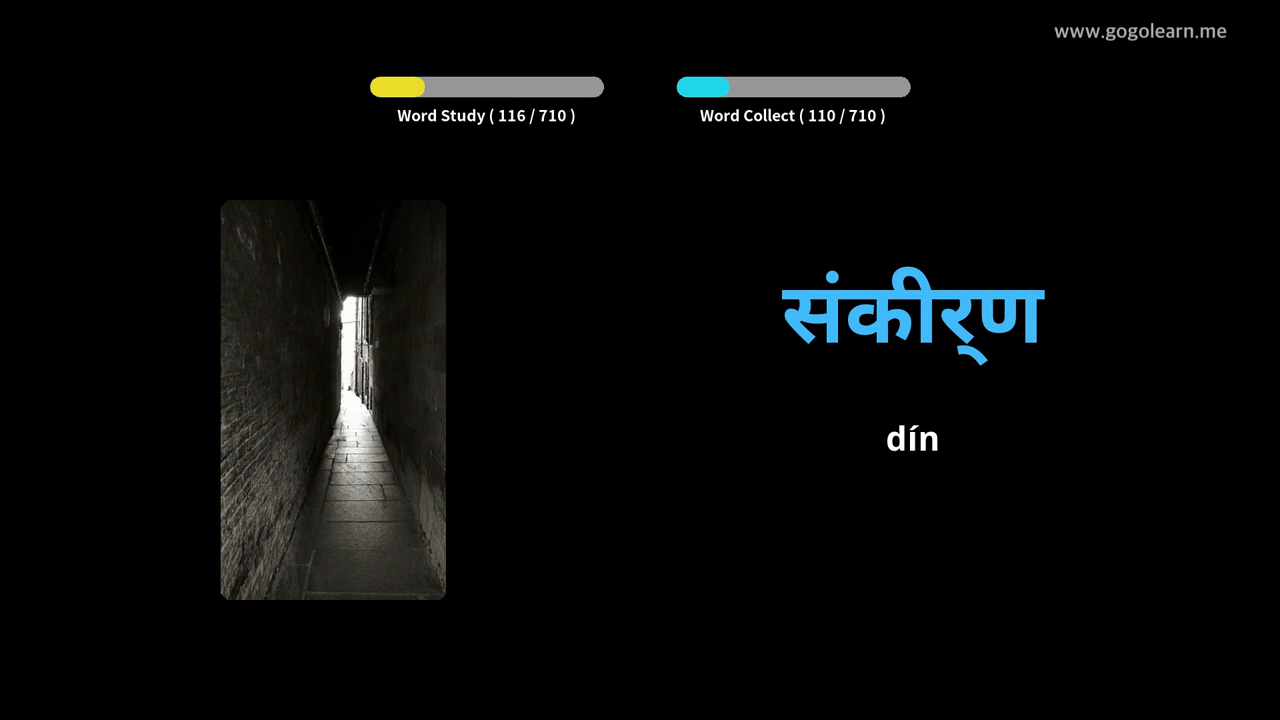 www.gogolearn.me
Word Study ( 116 / 710 )
Word Collect ( 110 / 710 )
संकीर्‌ण
dín